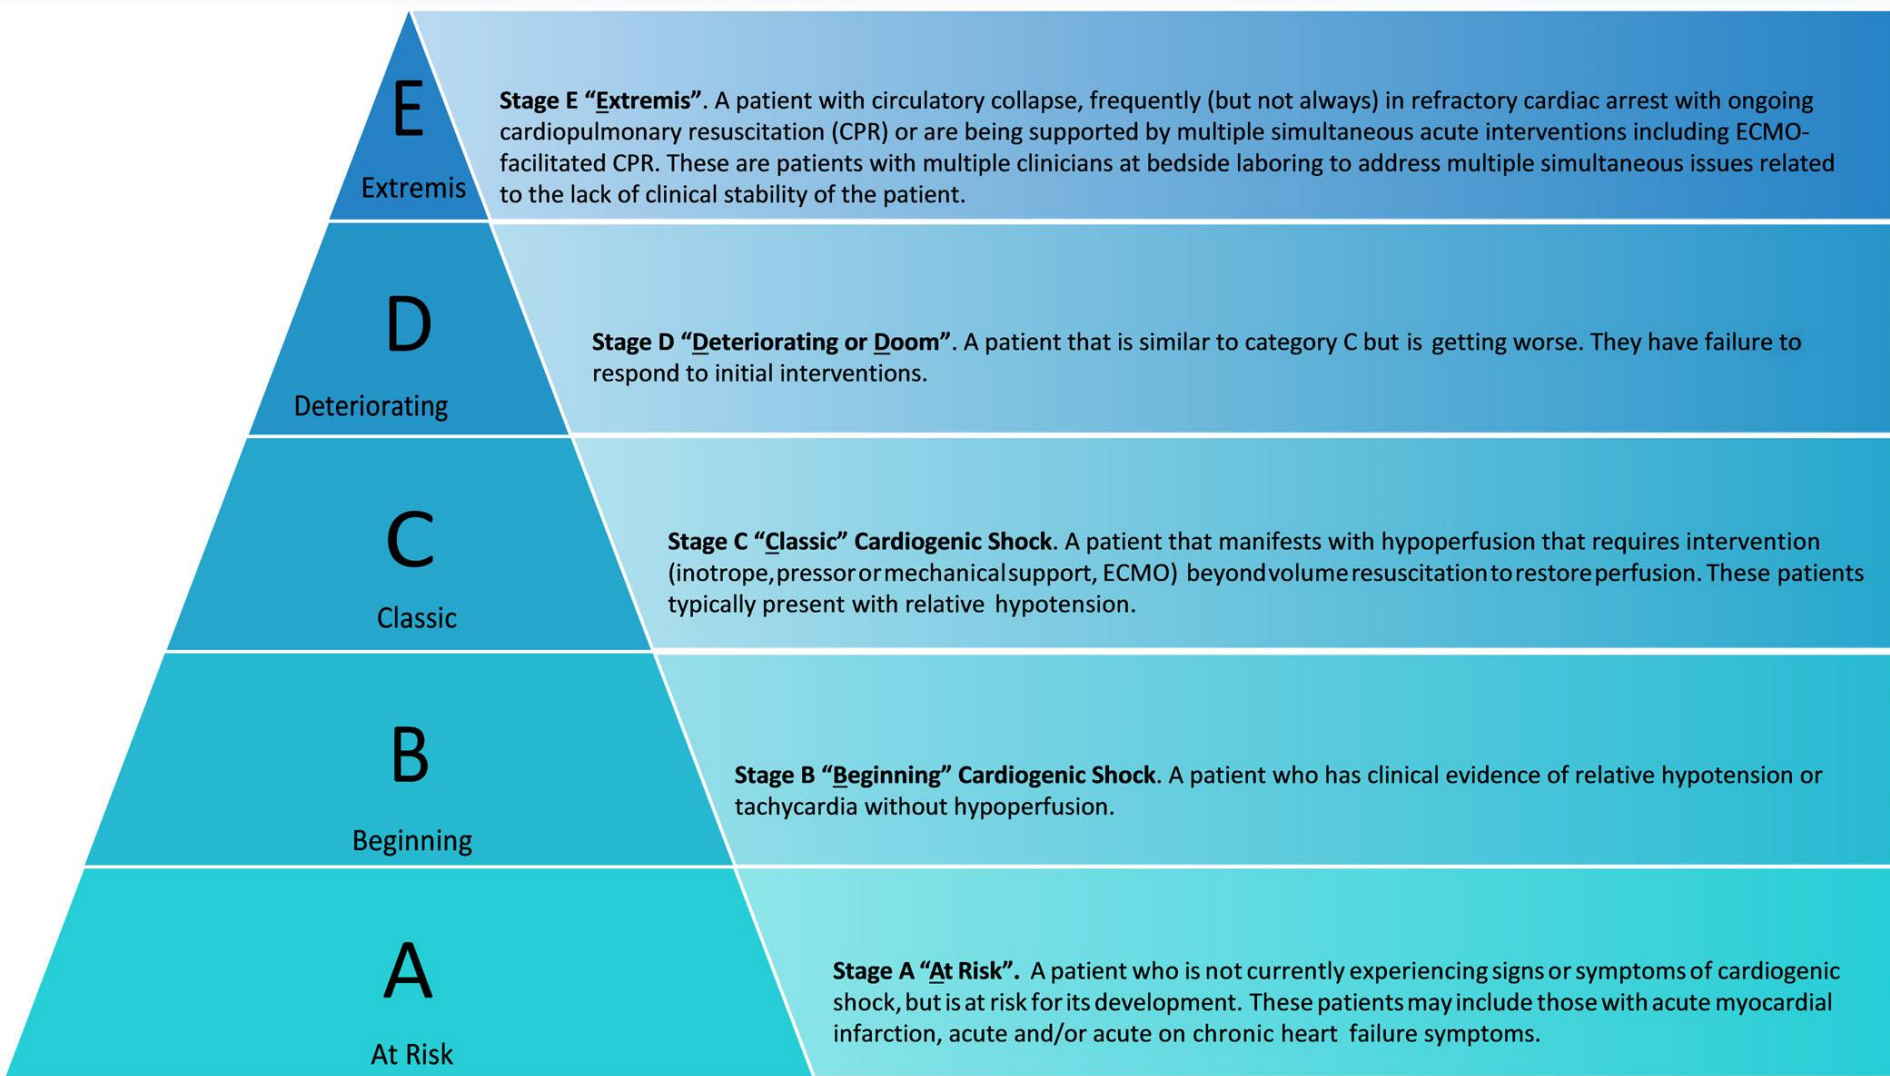 E
Extremis
Stage E “Extremis”. A patient with circulatory collapse, frequently (but not always) in refractory cardiac arrest with ongoing
cardiopulmonary resuscitation (CPR) or are being supported by multiple simultaneous acute interventions including ECMO-
facilitated CPR. These are patients with multiple clinicians at bedside laboring to address multiple simultaneous issues related
to the lack of clinical stability of the patient.
D
Deteriorating
Stage D “Deteriorating or Doom”. A patient that is similar to category C but is getting worse. They have failure to
respond to initial interventions.
C
Classic
Stage C “Classic” Cardiogenic Shock. A patient that manifests with hypoperfusion that requires intervention
(inotrope, pressor or mechanical support, ECMO) beyond volume resuscitation to restore perfusion. These patients
typically present with relative hypotension.
B
Beginning
Stage B “Beginning” Cardiogenic Shock. A patient who has clinical evidence of relative hypotension or
tachycardia without hypoperfusion.
A
At Risk
Stage A “At Risk”. A patient who is not currently experiencing signs or symptoms of cardiogenic
shock, but is at risk for its development. These patients may include those with acute myocardial
infarction, acute and/or acute on chronic heart failure symptoms.